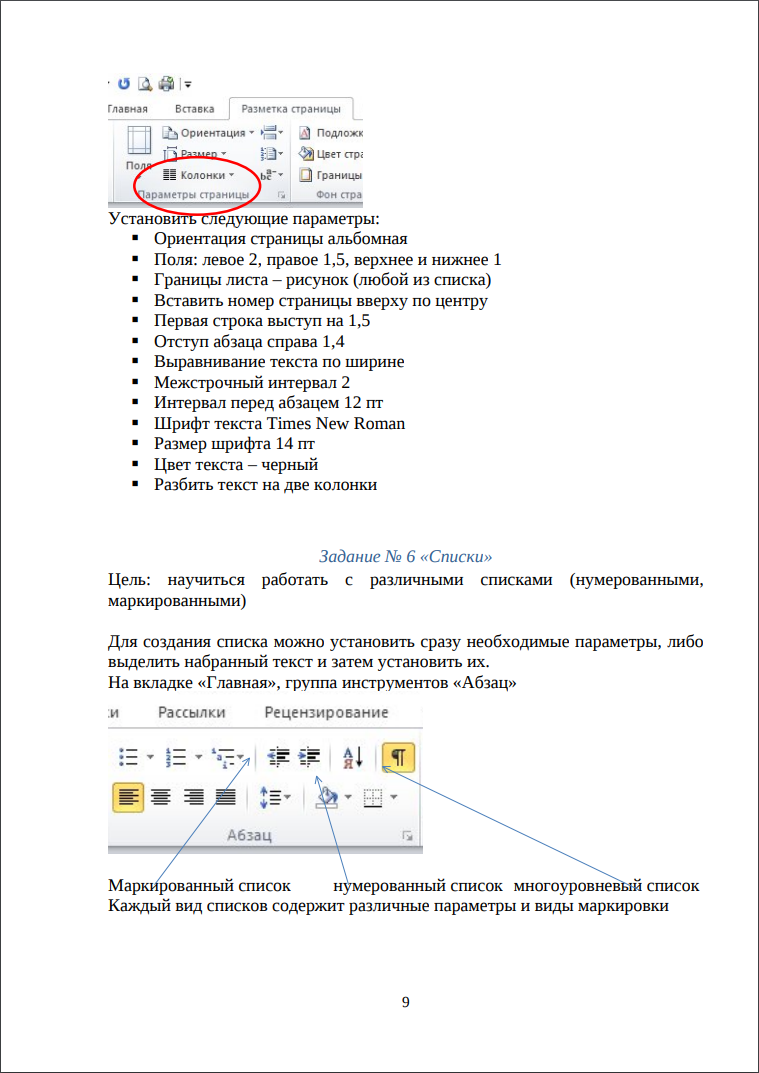 Главная Вставка Разметка страницы
Ориентация Подложк
Поля Размер Цвет стра
Колонки Границы
Параметры страницы Фон стра
Установить следующие параметры:
▪ Ориентация страницы альбомная
▪ Поля: левое 2, правое 1,5, верхнее и нижнее 1
▪ Границы листа – рисунок (любой из списка)
▪ Вставить номер страницы вверху по центру
▪ Первая строка выступ на 1,5
▪ Отступ абзаца справа 1,4
▪ Выравнивание текста по ширине
▪ Межстрочный интервал 2
▪ Интервал перед абзацем 12 пт
▪ Шрифт текста Times New Roman
▪ Размер шрифта 14 пт
▪ Цвет текста – черный
▪ Разбить текст на две колонки
Задание № 6 «Списки»
Цель: научиться работать с различными списками (нумерованными,
маркированными)
Для создания списка можно установить сразу необходимые параметры, либо
выделить набранный текст и затем установить их.
На вкладке «Главная», группа инструментов «Абзац»
ки Рассылки Рецензирование
Абзац
Маркированный список нумерованный список многоуровневый список
Каждый вид списков содержит различные параметры и виды маркировки
9